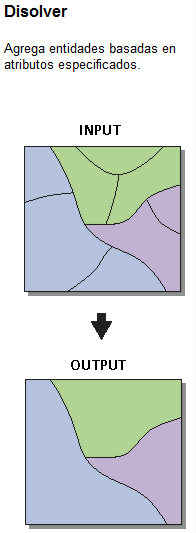 Disolver
Agrega entidades basadas en
atributos especificados.
INPUT
OUTPUT